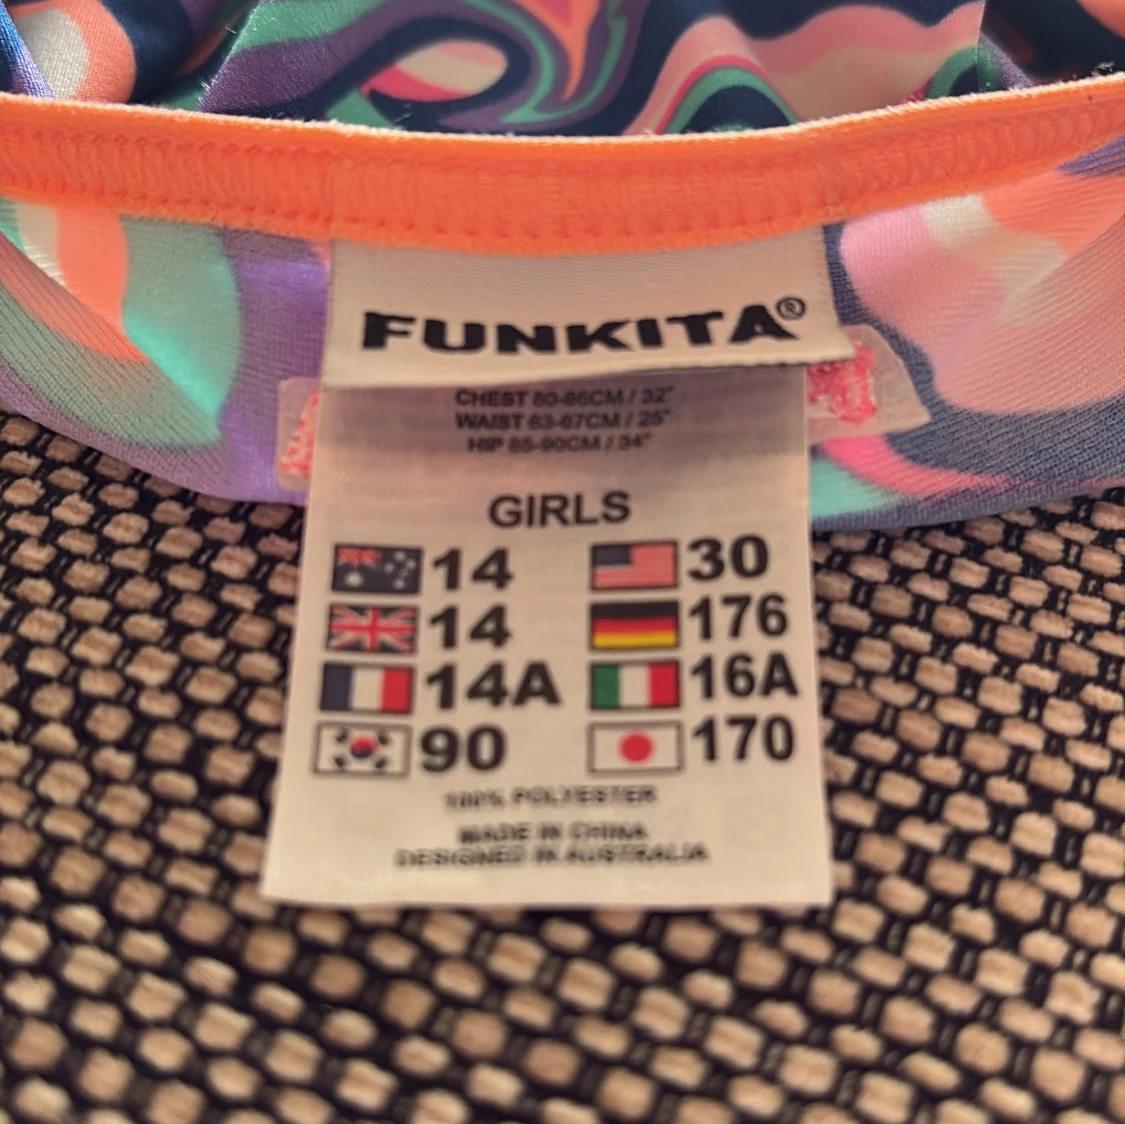 FUNKITA®
CHEST 80-86CM / 32"
WAIST 63-67CM / 25"
HIP 85-90CM / 34"
GIRLS
14 30
14 176
14A 16A
90 170
100% POLYESTER
MADE IN CHINA
DESIGNED IN AUSTRALIA